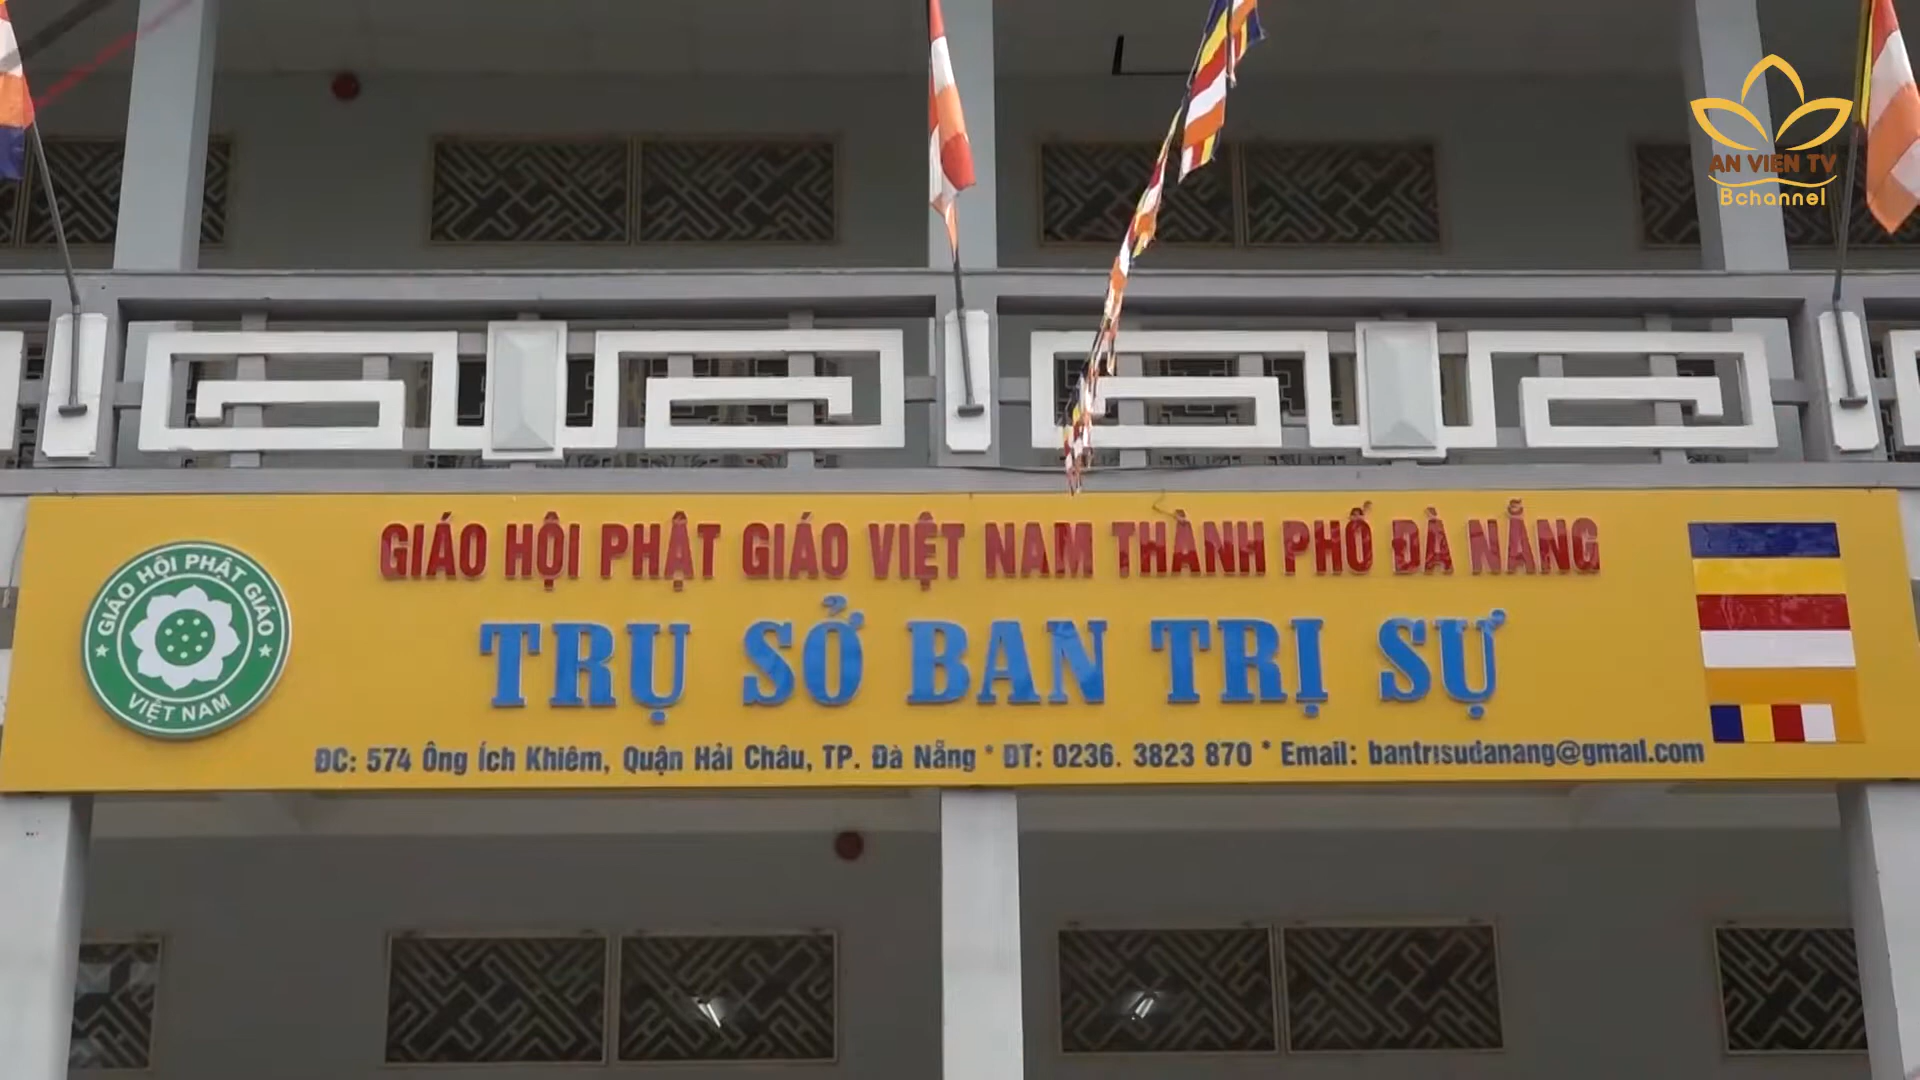 AN VIEN TV
Bchannel
GIÁO HỘI PHẬT GIÁO VIỆT NAM THÀNH PHỐ ĐÀ NẴNG
GIÁO HỘI PHẬT GIÁO
VIỆT NAM
TRỤ SỞ BAN TRỊ SỰ
ĐC: 574 Ông Ích Khiêm, Quận Hải Châu, TP. Đà Nẵng * ĐT: 0236. 3823 870 * Email: bantrisudanang@gmail.com